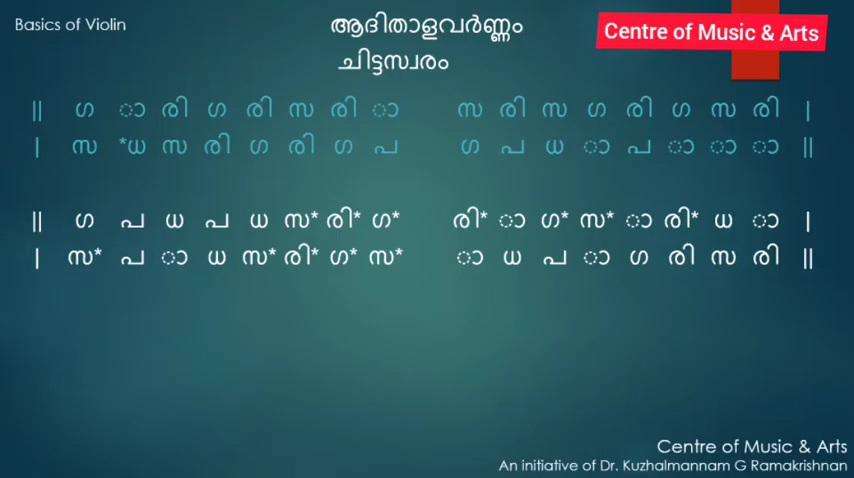 Basics of Violin
ആദിതാളവർണ്ണം
ചിട്ടസ്വരം
Centre of Music & Arts
|| ഗ ാ രി ഗ രി സ രി ാ സ രി സ ഗ രി ഗ സ രി |
| സ *ധ സ രി ഗ രി ഗ പ ഗ പ ധ ാ പ ാ ാ ാ ||
|| ഗ പ ധ പ ധ സ* രി* ഗ* രി* ാ ഗ* സ* ാ രി* ധ ാ |
| സ* പ ാ ധ സ* രി* ഗ* സ* ാ ധ പ ാ ഗ രി സ രി ||
Centre of Music & Arts
An initiative of Dr. Kuzhalmannam G Ramakrishnan